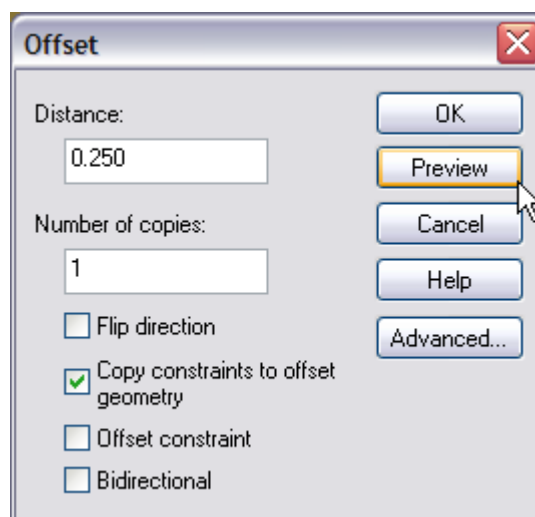 Offset
Distance:
0.250
Number of copies:
1
Flip direction
Copy constraints to offset
geometry
Offset constraint
Bidirectional
OK
Preview
Cancel
Help
Advanced...